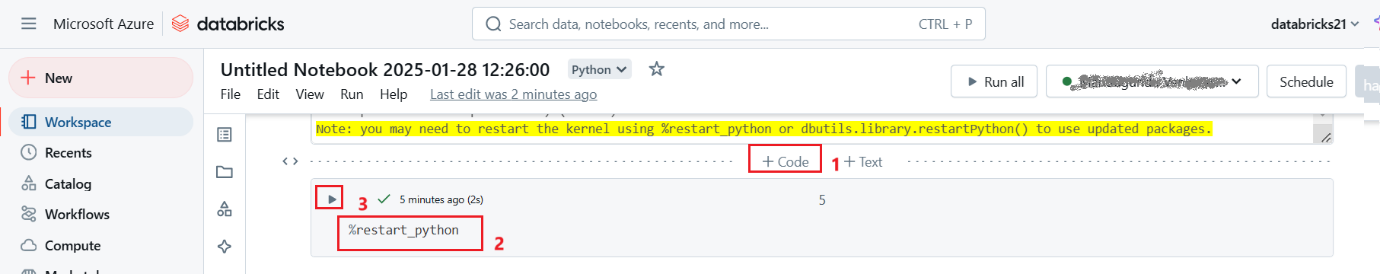 Microsoft Azure databricks Search data, notebooks, recents, and more... CTRL + P databricks21
New
Workspace
Recents
Catalog
Workflows
Compute
Untitled Notebook 2025-01-28 12:26:00 Python
File Edit View Run Help Last edit was 2 minutes ago
Run all
Schedule
ha
Note: you may need to restart the kernel using %restart_python or dbutils.library.restartPython() to use updated packages.
+ Code 1 + Text
3 5 minutes ago (2s) 5
%restart_python 2